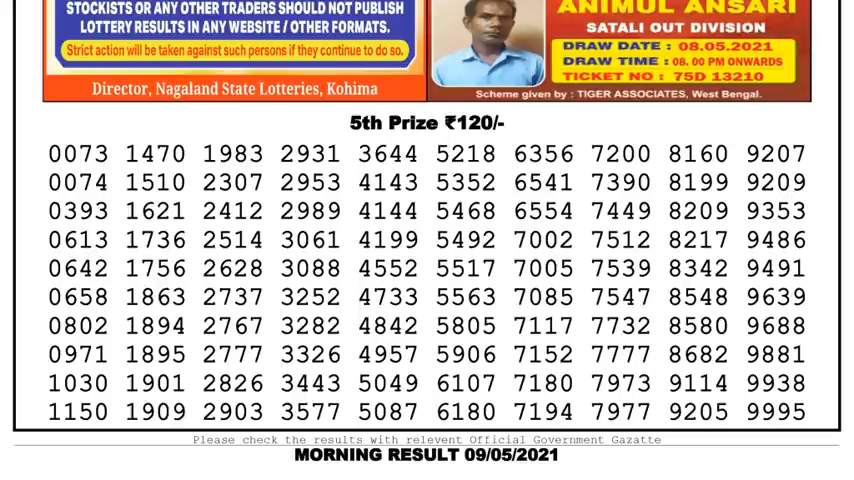 STOCKISTS OR ANY OTHER TRADERS SHOULD NOT PUBLISH
LOTTERY RESULTS IN ANY WEBSITE / OTHER FORMATS.
Strict action will be taken against such persons if they continue to do so.
Director, Nagaland State Lotteries, Kohima
ANIMUL ANSARI
SATALI OUT DIVISION
DRAW DATE : 08.05.2021
DRAW TIME : 08. 00 PM ONWARDS
TICKET NO : 75D 13210
Scheme given by : TIGER ASSOCIATES, West Bengal.
5th Prize ₹120/-
0073 1470 1983 2931 3644 5218 6356 7200 8160 9207
0074 1510 2307 2953 4143 5352 6541 7390 8199 9209
0393 1621 2412 2989 4144 5468 6554 7449 8209 9353
0613 1736 2514 3061 4199 5492 7002 7512 8217 9486
0642 1756 2628 3088 4552 5517 7005 7539 8342 9491
0658 1863 2737 3252 4733 5563 7085 7547 8548 9639
0802 1894 2767 3282 4842 5805 7117 7732 8580 9688
0971 1895 2777 3326 4957 5906 7152 7777 8682 9881
1030 1901 2826 3443 5049 6107 7180 7973 9114 9938
1150 1909 2903 3577 5087 6180 7194 7977 9205 9995
Please check the results with relevent Official Government Gazatte
MORNING RESULT 09/05/2021